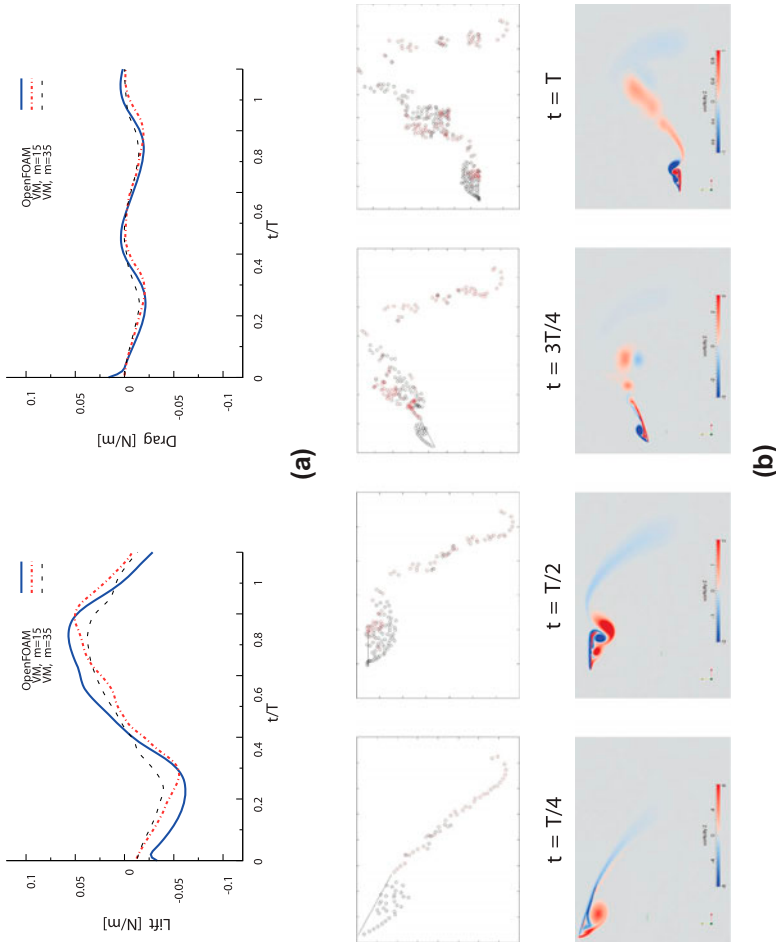 OpenFOAM
VM, m=15
VM, m=35
Lift [N/m]
0.1
0.05
0
-0.05
-0.1
0
0.2
0.4
0.6
0.8
1
t/T
OpenFOAM
VM, m=15
VM, m=35
Drag [N/m]
0.1
0.05
0
-0.05
-0.1
0
0.2
0.4
0.6
0.8
1
t/T
(a)
t = T/4
t = T/2
t = 3T/4
t = T
(b)